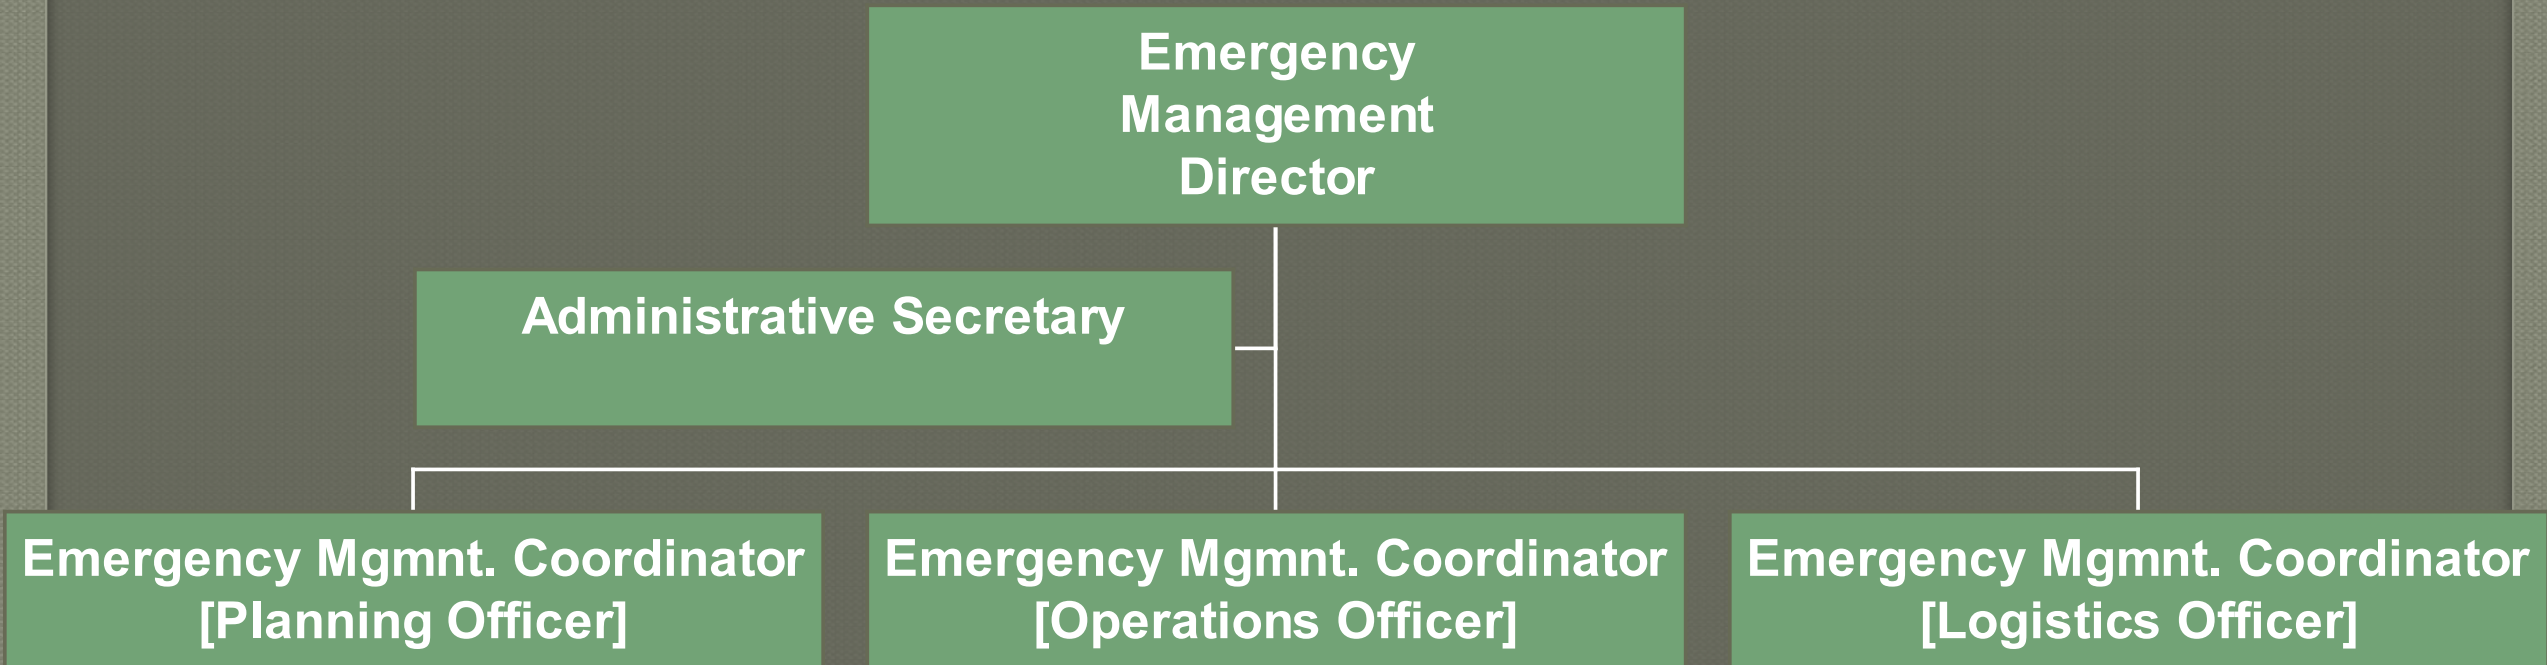 Emergency
Management
Director
Administrative Secretary
Emergency Mgmnt. Coordinator
[Planning Officer]
Emergency Mgmnt. Coordinator
[Operations Officer]
Emergency Mgmnt. Coordinator
[Logistics Officer]